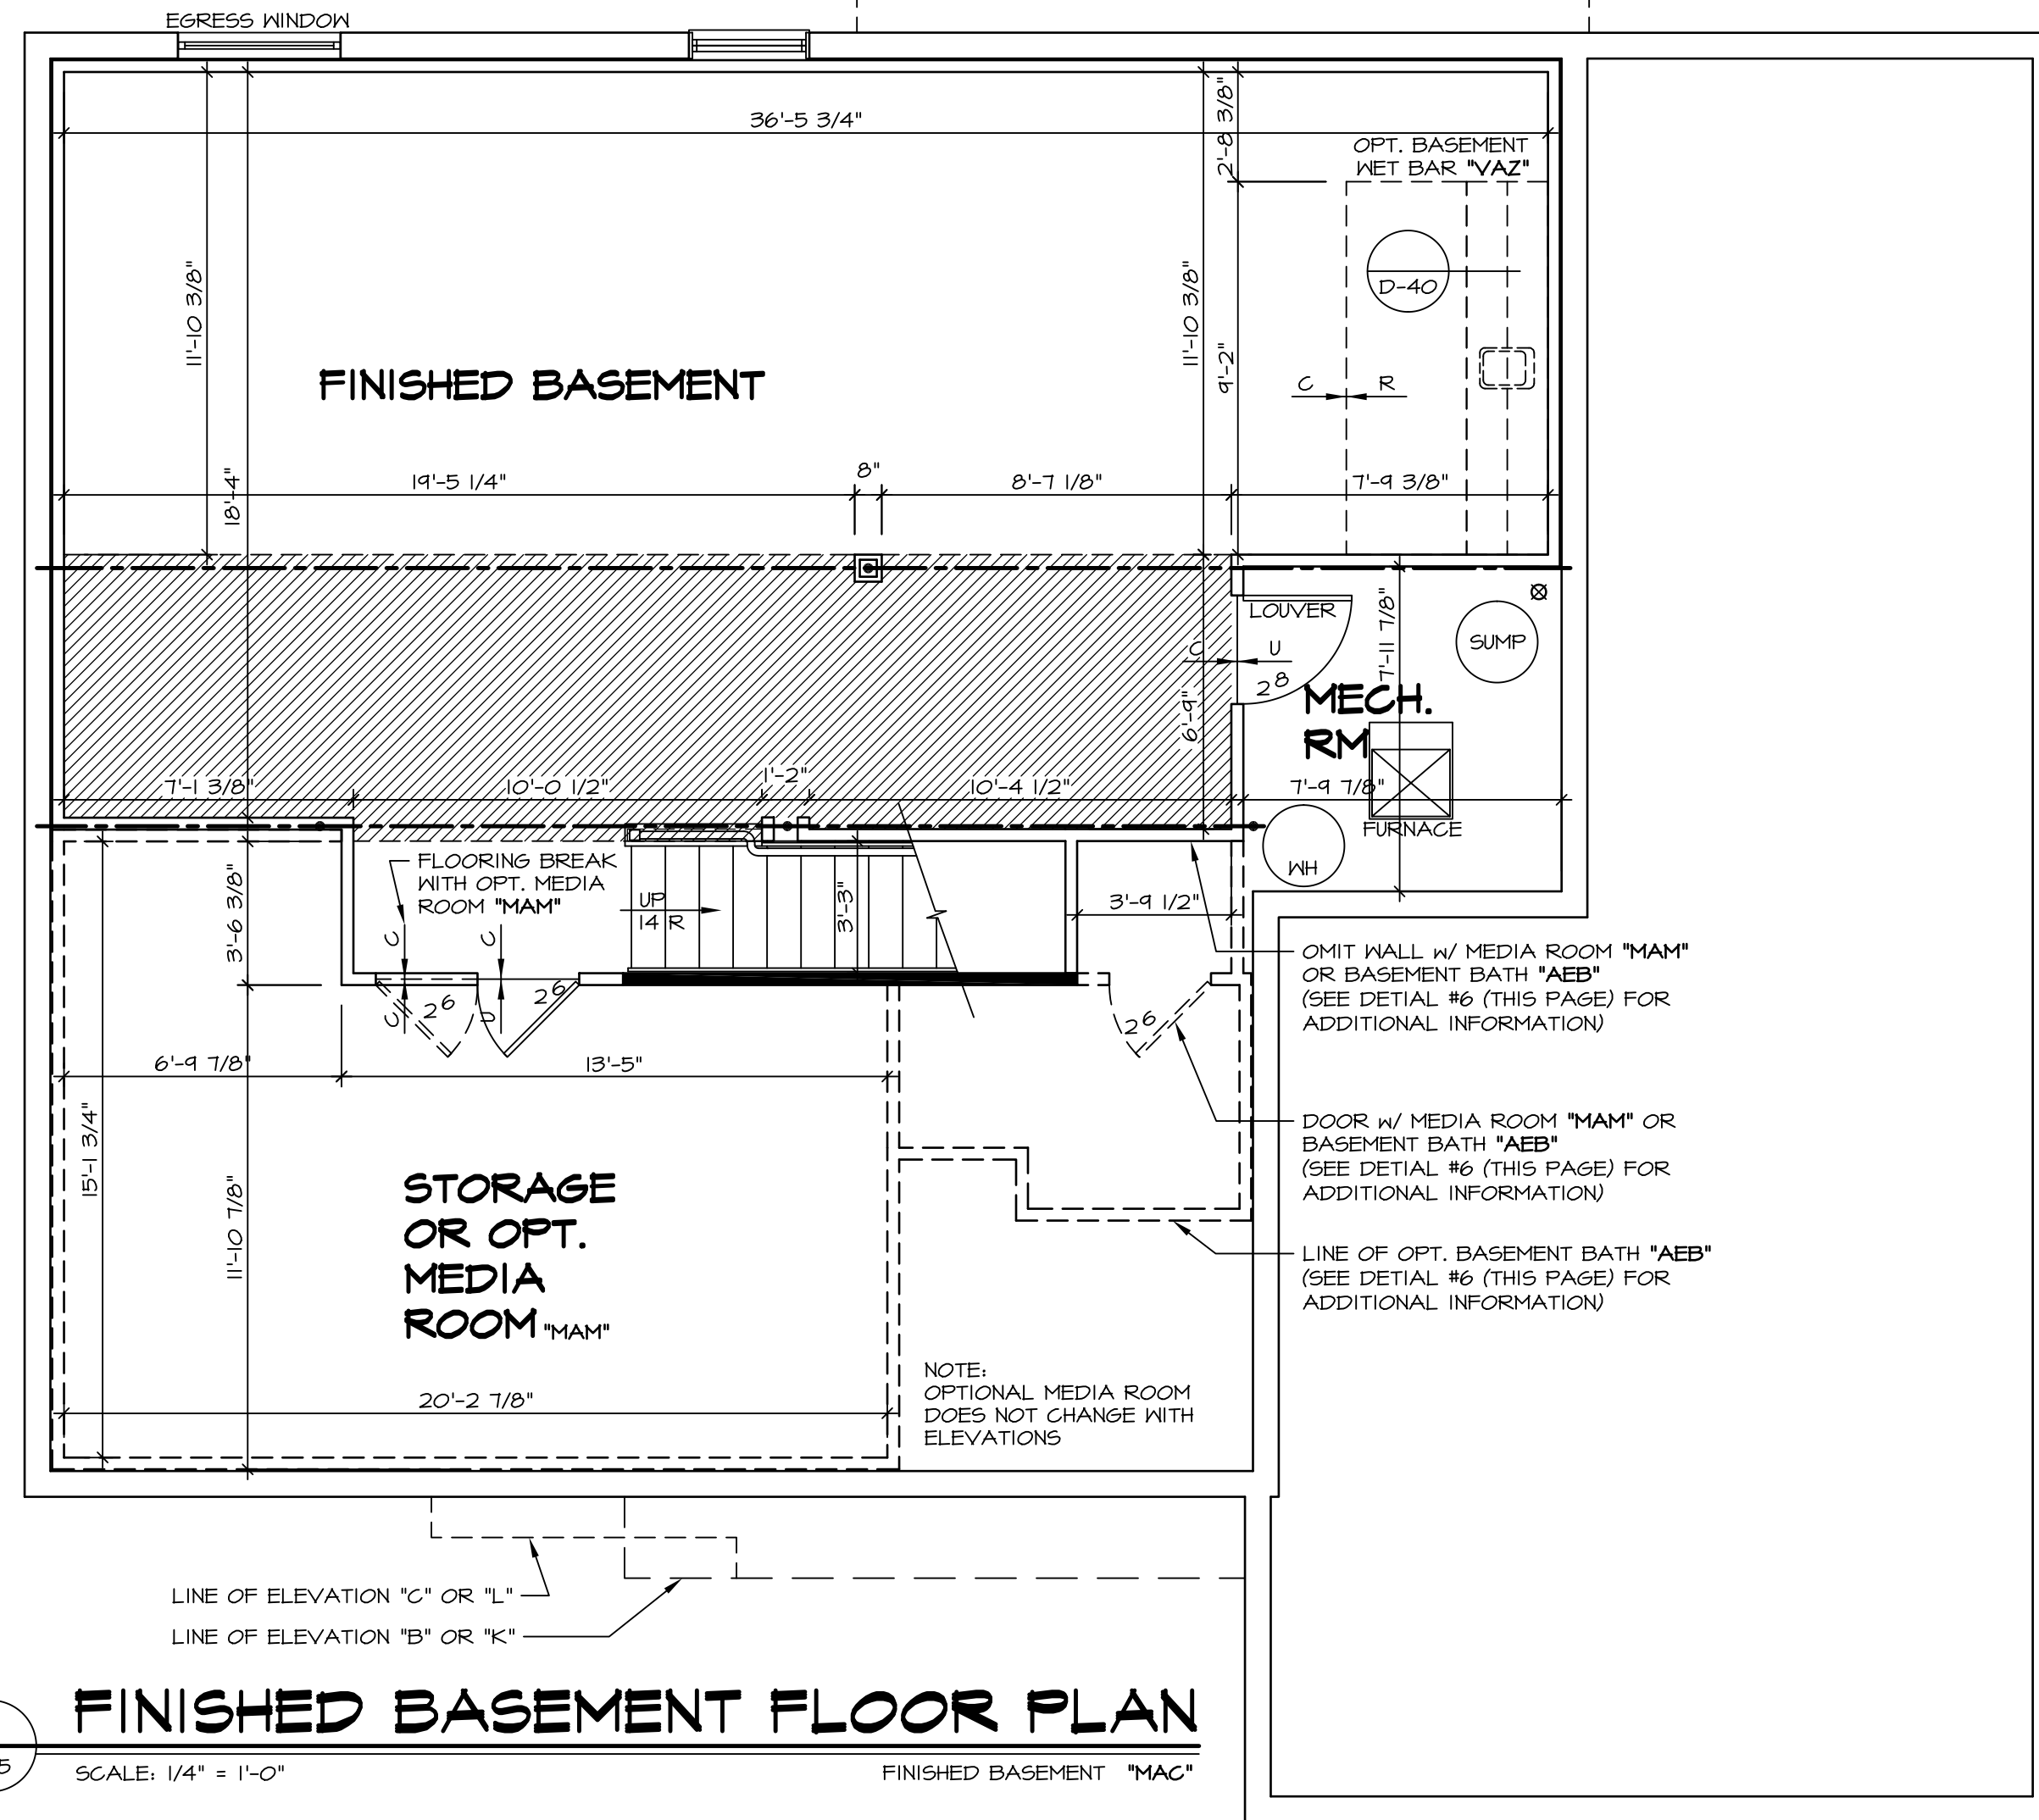 EGRESS WINDOW
36'-5 3/4"
2'-8 3/8"
OPT. BASEMENT
WET BAR "VAZ"
D-40
11'-10 3/8"
11'-10 3/8"
9'-2"
FINISHED BASEMENT
C R
18'-4"
19'-5 1/4"
8"
8'-7 1/8"
7'-9 3/8"
LOUVER
C U
2 8
7'-11 7/8"
SUMP
MECH.
RM
6'-9"
7'-1 3/8"
10'-0 1/2"
1'-2"
10'-4 1/2"
7'-9 7/8"
FURNACE
WH
FLOORING BREAK
WITH OPT. MEDIA
ROOM "MAM"
UP
14 R
3'-3"
3'-9 1/2"
3'-6 3/8"
C
C
C
U
2 6
2 6
2 6
OMIT WALL w/ MEDIA ROOM "MAM"
OR BASEMENT BATH "AEB"
(SEE DETIAL #6 (THIS PAGE) FOR
ADDITIONAL INFORMATION)
6'-9 7/8"
13'-5"
DOOR w/ MEDIA ROOM "MAM" OR
BASEMENT BATH "AEB"
(SEE DETIAL #6 (THIS PAGE) FOR
ADDITIONAL INFORMATION)
15'-1 3/4"
11'-10 7/8"
STORAGE
OR OPT.
MEDIA
ROOM "MAM"
LINE OF OPT. BASEMENT BATH "AEB"
(SEE DETIAL #6 (THIS PAGE) FOR
ADDITIONAL INFORMATION)
20'-2 7/8"
NOTE:
OPTIONAL MEDIA ROOM
DOES NOT CHANGE WITH
ELEVATIONS
LINE OF ELEVATION "C" OR "L"
LINE OF ELEVATION "B" OR "K"
FINISHED BASEMENT FLOOR PLAN
5
SCALE: 1/4" = 1'-0"
FINISHED BASEMENT "MAC"